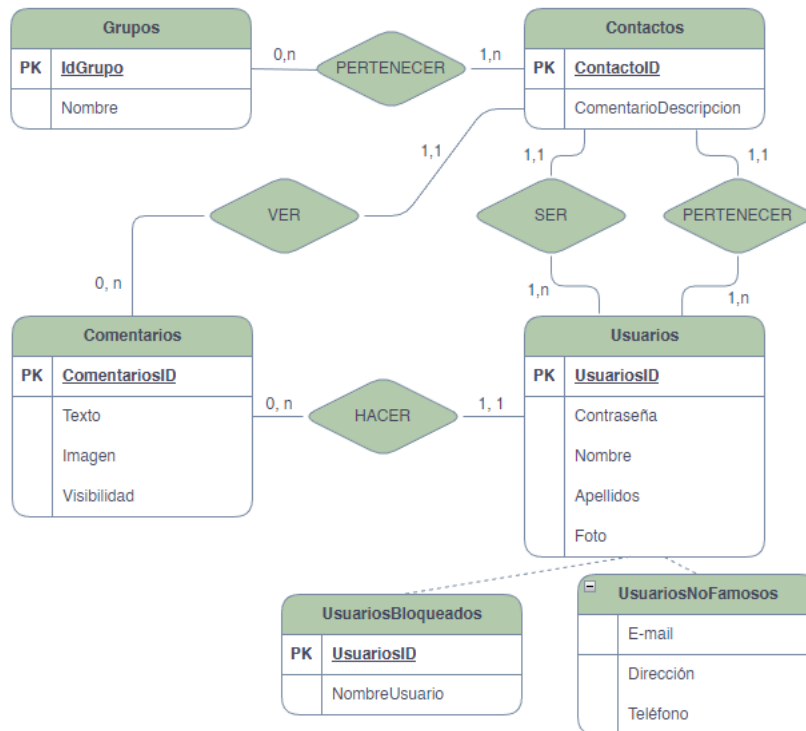 Grupos
PK IdGrupo
Nombre
0,n
PERTENECER
1,n
Contactos
PK ContactoID
ComentarioDescripcion
1,1
VER
0, n
1,1
SER
1,n
1,1
PERTENECER
1,n
Comentarios
PK ComentariosID
Texto
Imagen
Visibilidad
0, n
HACER
1, 1
Usuarios
PK UsuariosID
Contraseña
Nombre
Apellidos
Foto
UsuariosBloqueados
PK UsuariosID
NombreUsuario
UsuariosNoFamosos
E-mail
Dirección
Teléfono